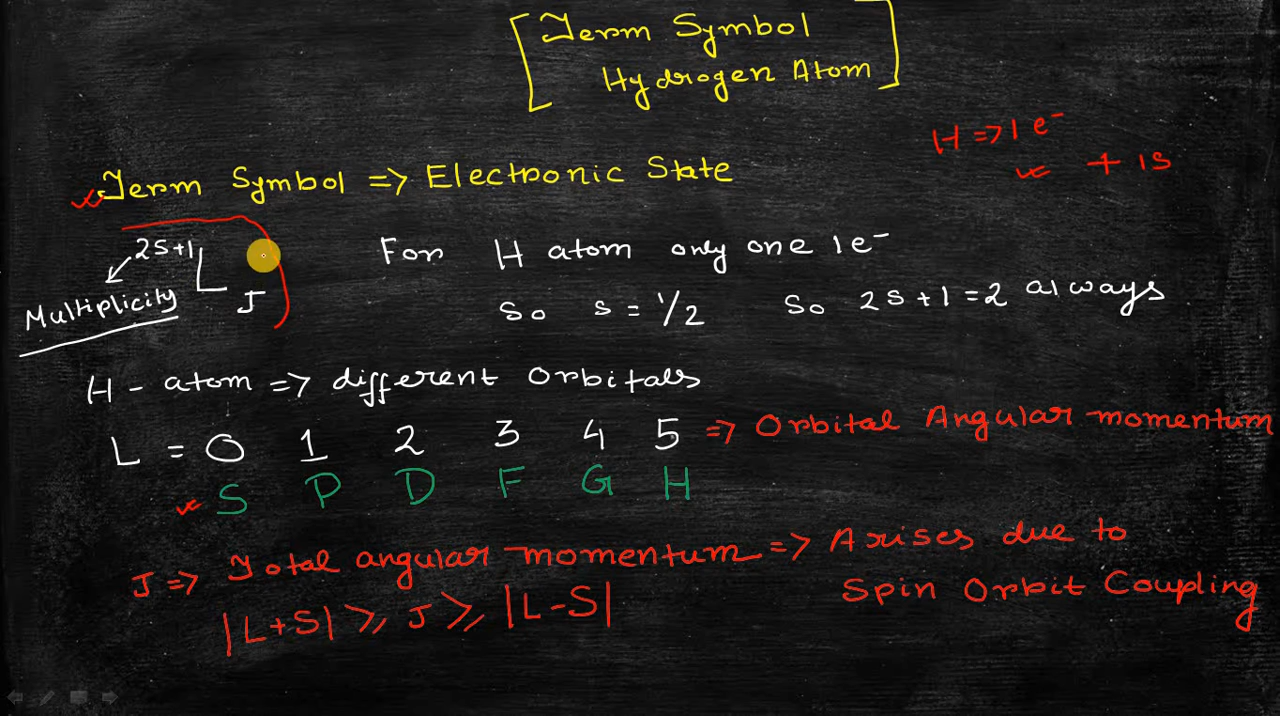 Term Symbol
Hydrogen Atom
H => 1 e⁻
+ 1s
Term Symbol => Electronic State
2S+1 L J
Multiplicity
For H atom only one 1e⁻
So s = 1/2 So 2s+1=2 always
H-atom => different orbitals
L = 0 1 2 3 4 5 => Orbital Angular momentum
S P D F G H
J => Total angular momentum => Arises due to
Spin Orbit Coupling
|L+S| ≥ J ≥ |L-S|